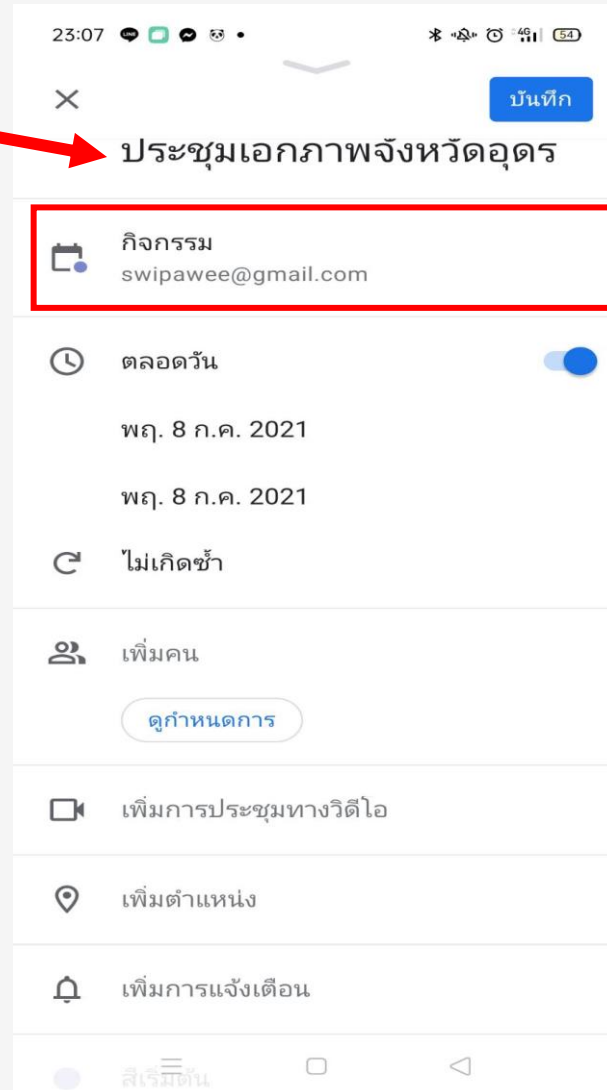 23:07
4G
54
บันทึก
ประชุมเอกภาพจังหวัดอุดร
กิจกรรม
swipawee@gmail.com
ตลอดวัน
พฤ. 8 ก.ค. 2021
พฤ. 8 ก.ค. 2021
ไม่เกิดซ้ำ
เพิ่มคน
ดูกำหนดการ
เพิ่มการประชุมทางวิดีโอ
เพิ่มตำแหน่ง
เพิ่มการแจ้งเตือน
สีเริ่มต้น